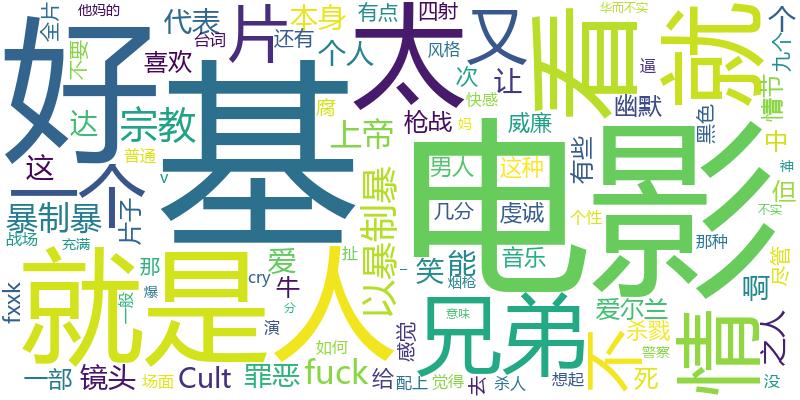 他妈的
全片
不要
代表
台词
喜欢
片
还有
本身
个人
有点
四射
风格
次
快感
又
让
逼
看
就
华而不实
九个
个
情节
好
基
太
达
宗教
腐
上帝
枪战
妈
威廉
幽默
黑色
中
这
普通
v
有些
但
裤
一个
男人
这种
电影
暴制暴
片子
以暴制暴
几分
虔诚
个性
不实
战场
充满
那
爱
扯
笑
能
音乐
那种
尽管
fxxk
一般
爆
就是
cry
牛
人
感觉
烟枪
兄弟
爱尔兰
啊
演
分
意味
不
杀戮
情
之人
如何
警察
一部
镜头
场面
Cult
罪恶
fuck
给
配上
觉得
去
杀人
想起
死
没